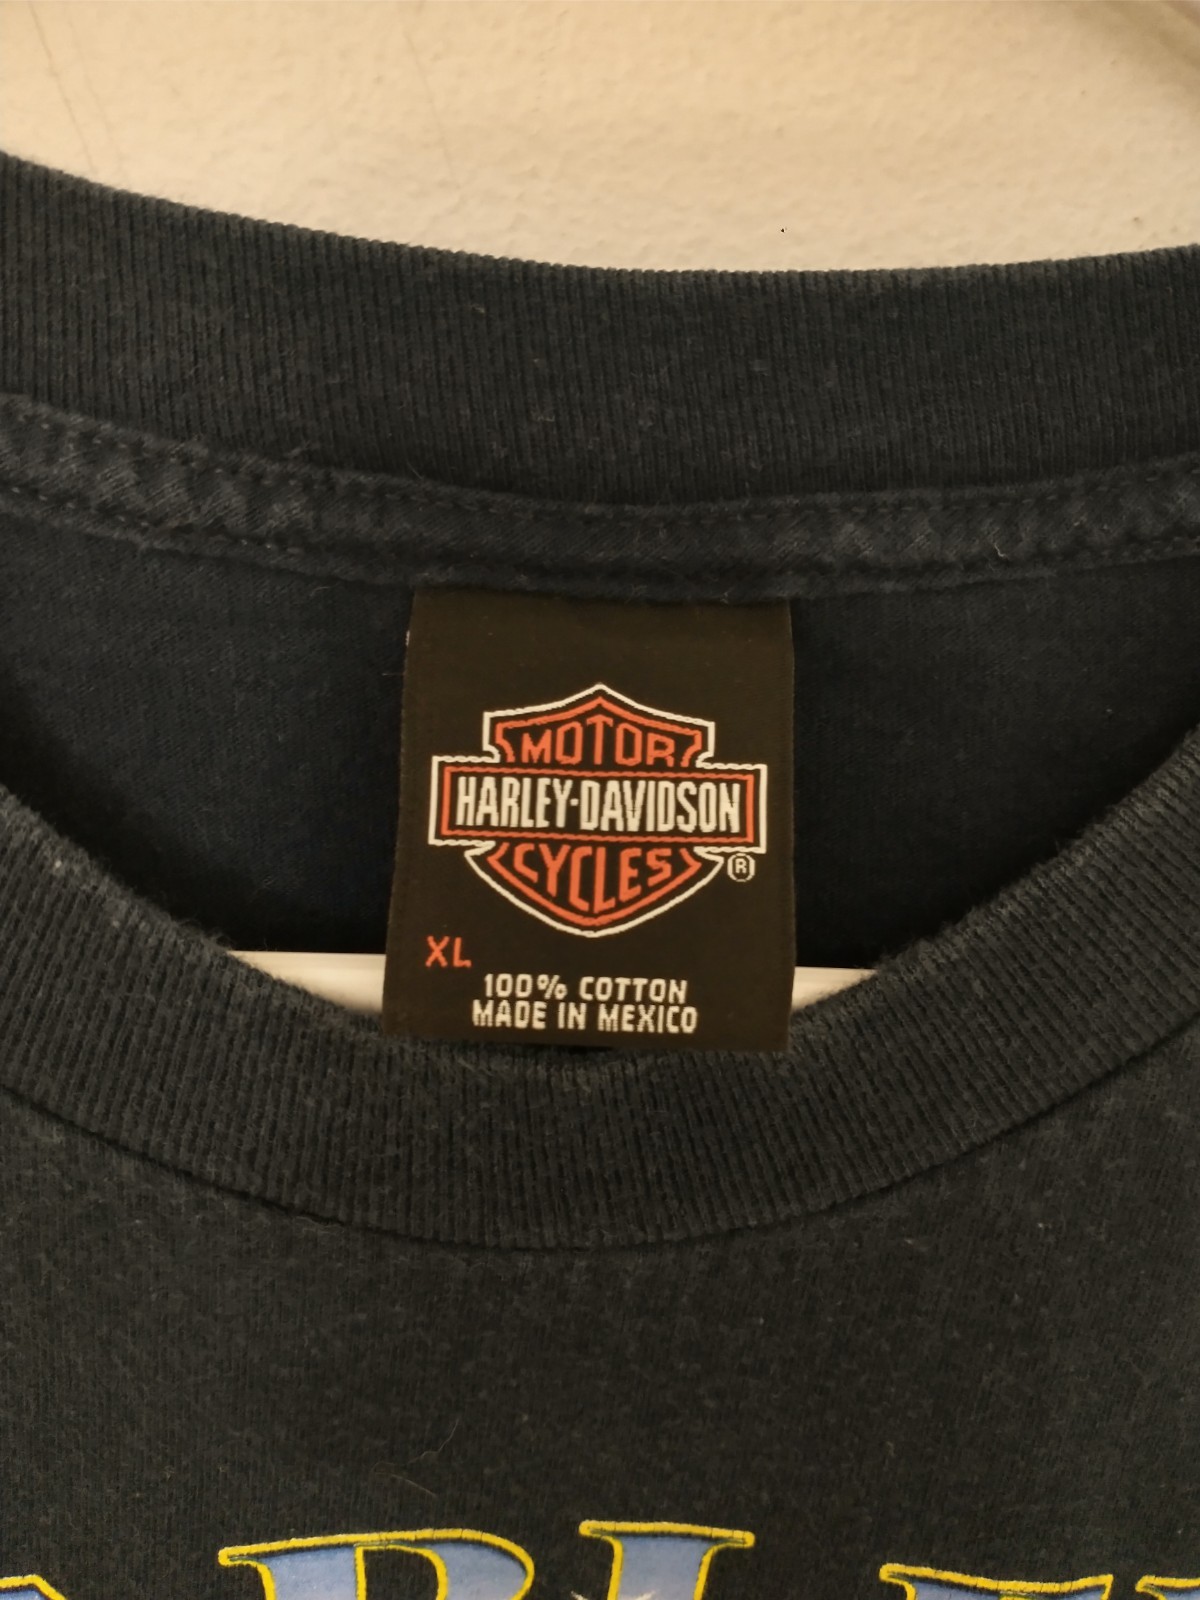 MOTOR
HARLEY-DAVIDSON
CYCLES
®
XL
100% COTTON
MADE IN MEXICO